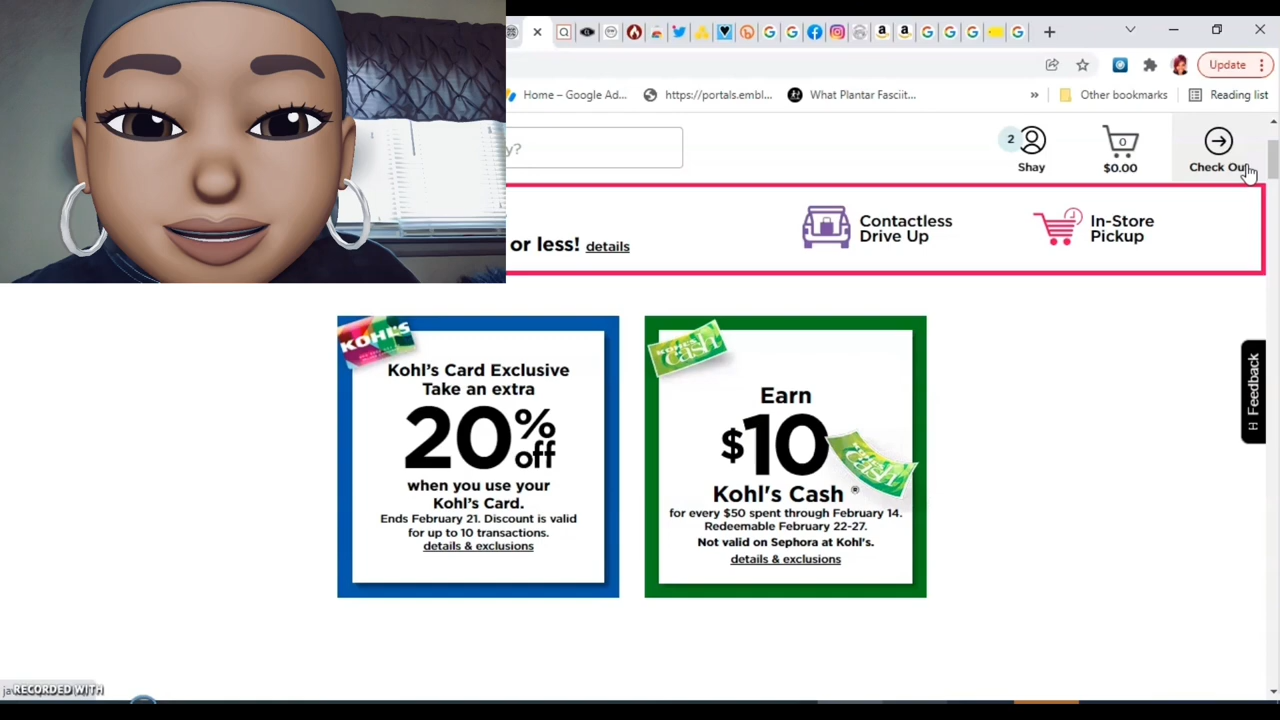 Update
Home – Google Ad...
https://portals.embl...
What Plantar Fasciit...
»
Other bookmarks
Reading list
y?
2
Shay
0
$0.00
Check Out
or less! details
Contactless
Drive Up
In-Store
Pickup
KOHL'S
Kohl's Card Exclusive
Take an extra
20% off
when you use your
Kohl's Card.
Ends February 21. Discount is valid
for up to 10 transactions.
details & exclusions
KOHL'S
cash
Earn
$10
Kohl's Cash ®
for every $50 spent through February 14.
Redeemable February 22-27.
Not valid on Sephora at Kohl's.
details & exclusions
Feedback
RECORDED WITH